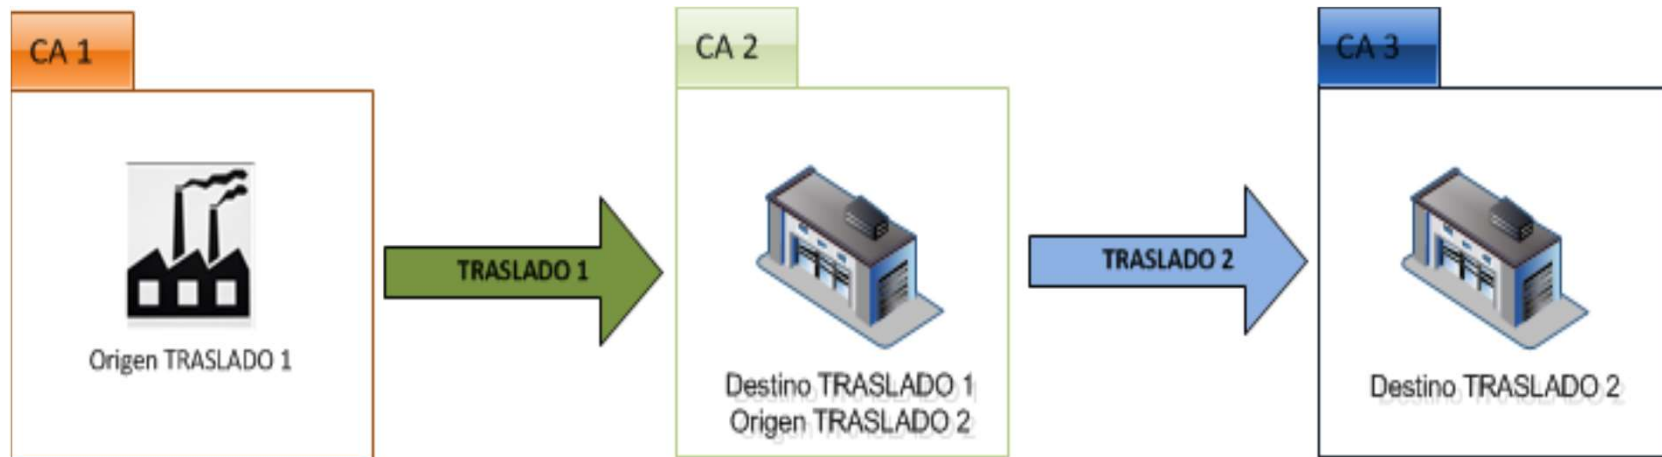 CA 1
CA 2
CA 3
TRASLADO 1
TRASLADO 2
Origen TRASLADO 1
Destino TRASLADO 1
Origen TRASLADO 2
Destino TRASLADO 2